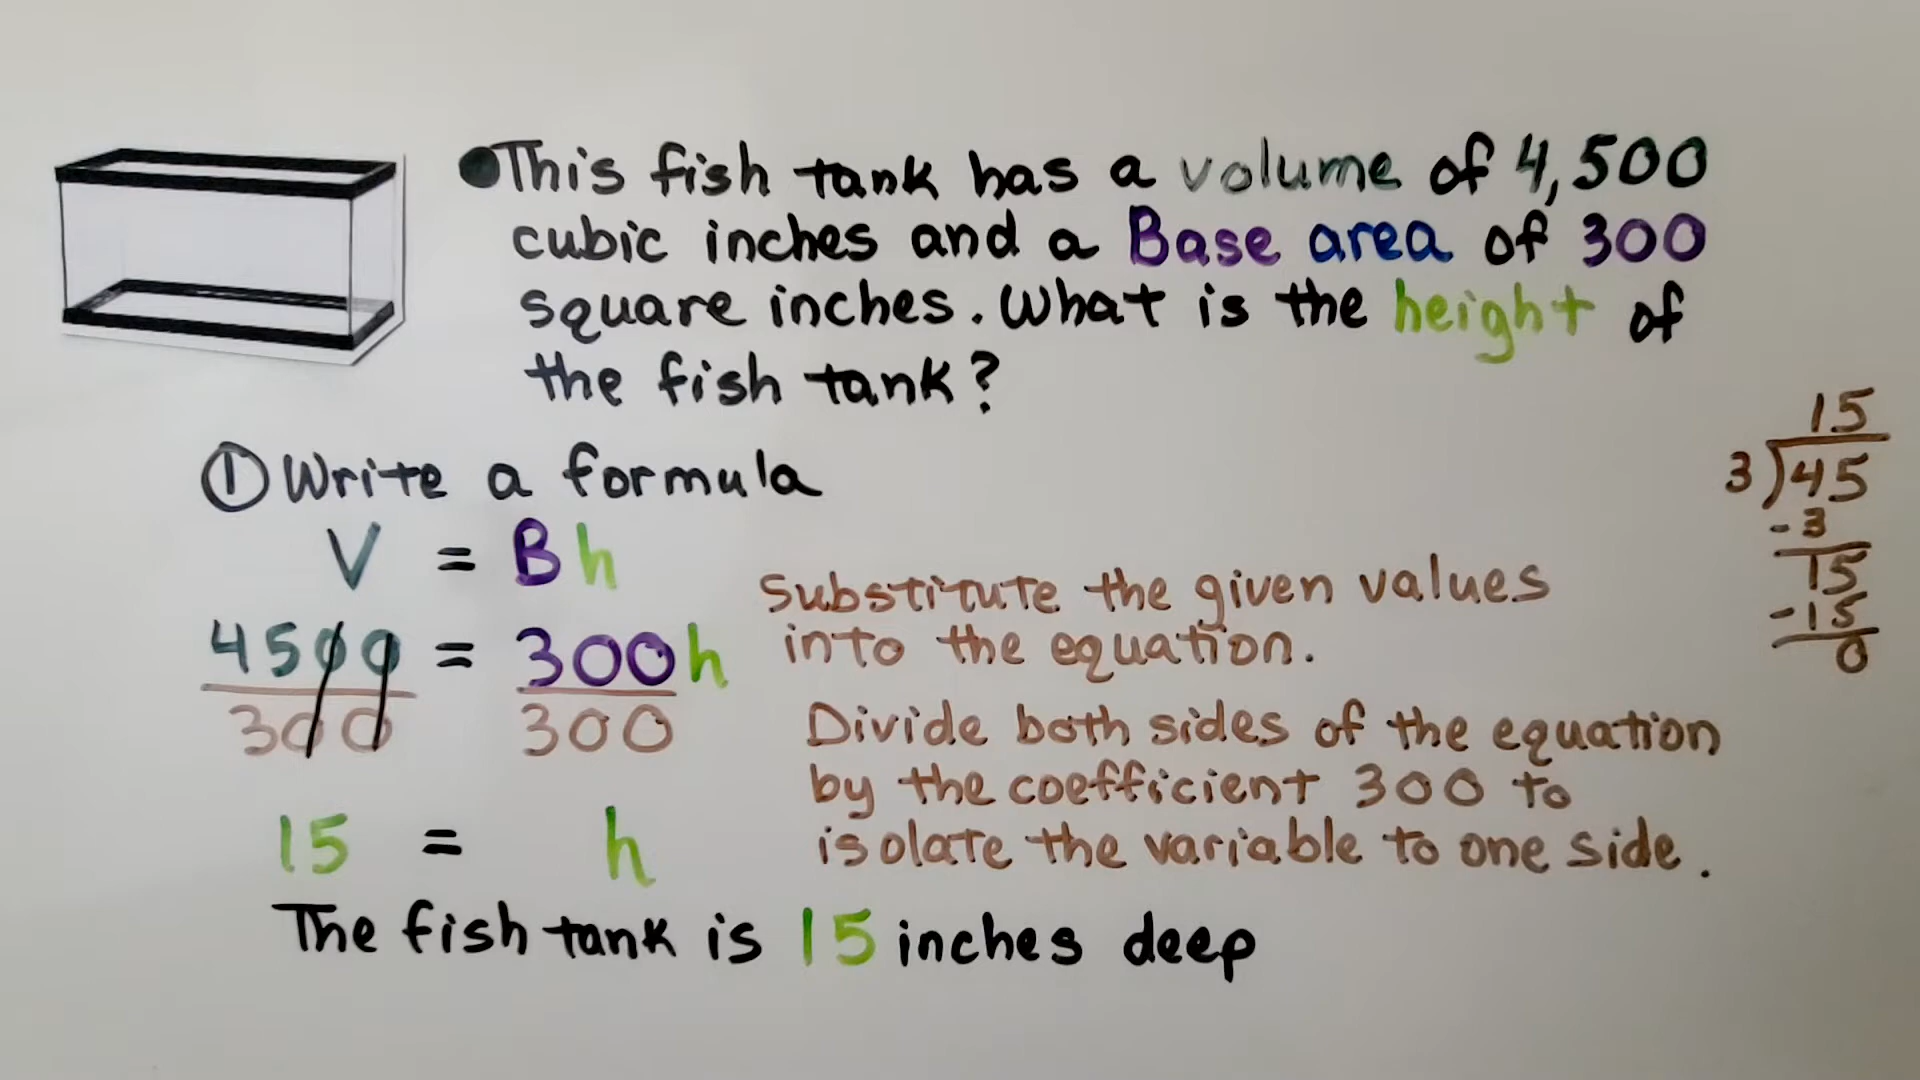 This fish tank has a volume of 4,500
cubic inches and a Base area of 300
square inches. What is the height of
the fish tank?
① Write a formula
V = Bh
4500 = 300h
300 300
Substitute the given values
into the equation.
Divide both sides of the equation
by the coefficient 300 to
isolate the variable to one side.
15 = h
The fish tank is 15 inches deep
15
3)45
-3
15
-15
0